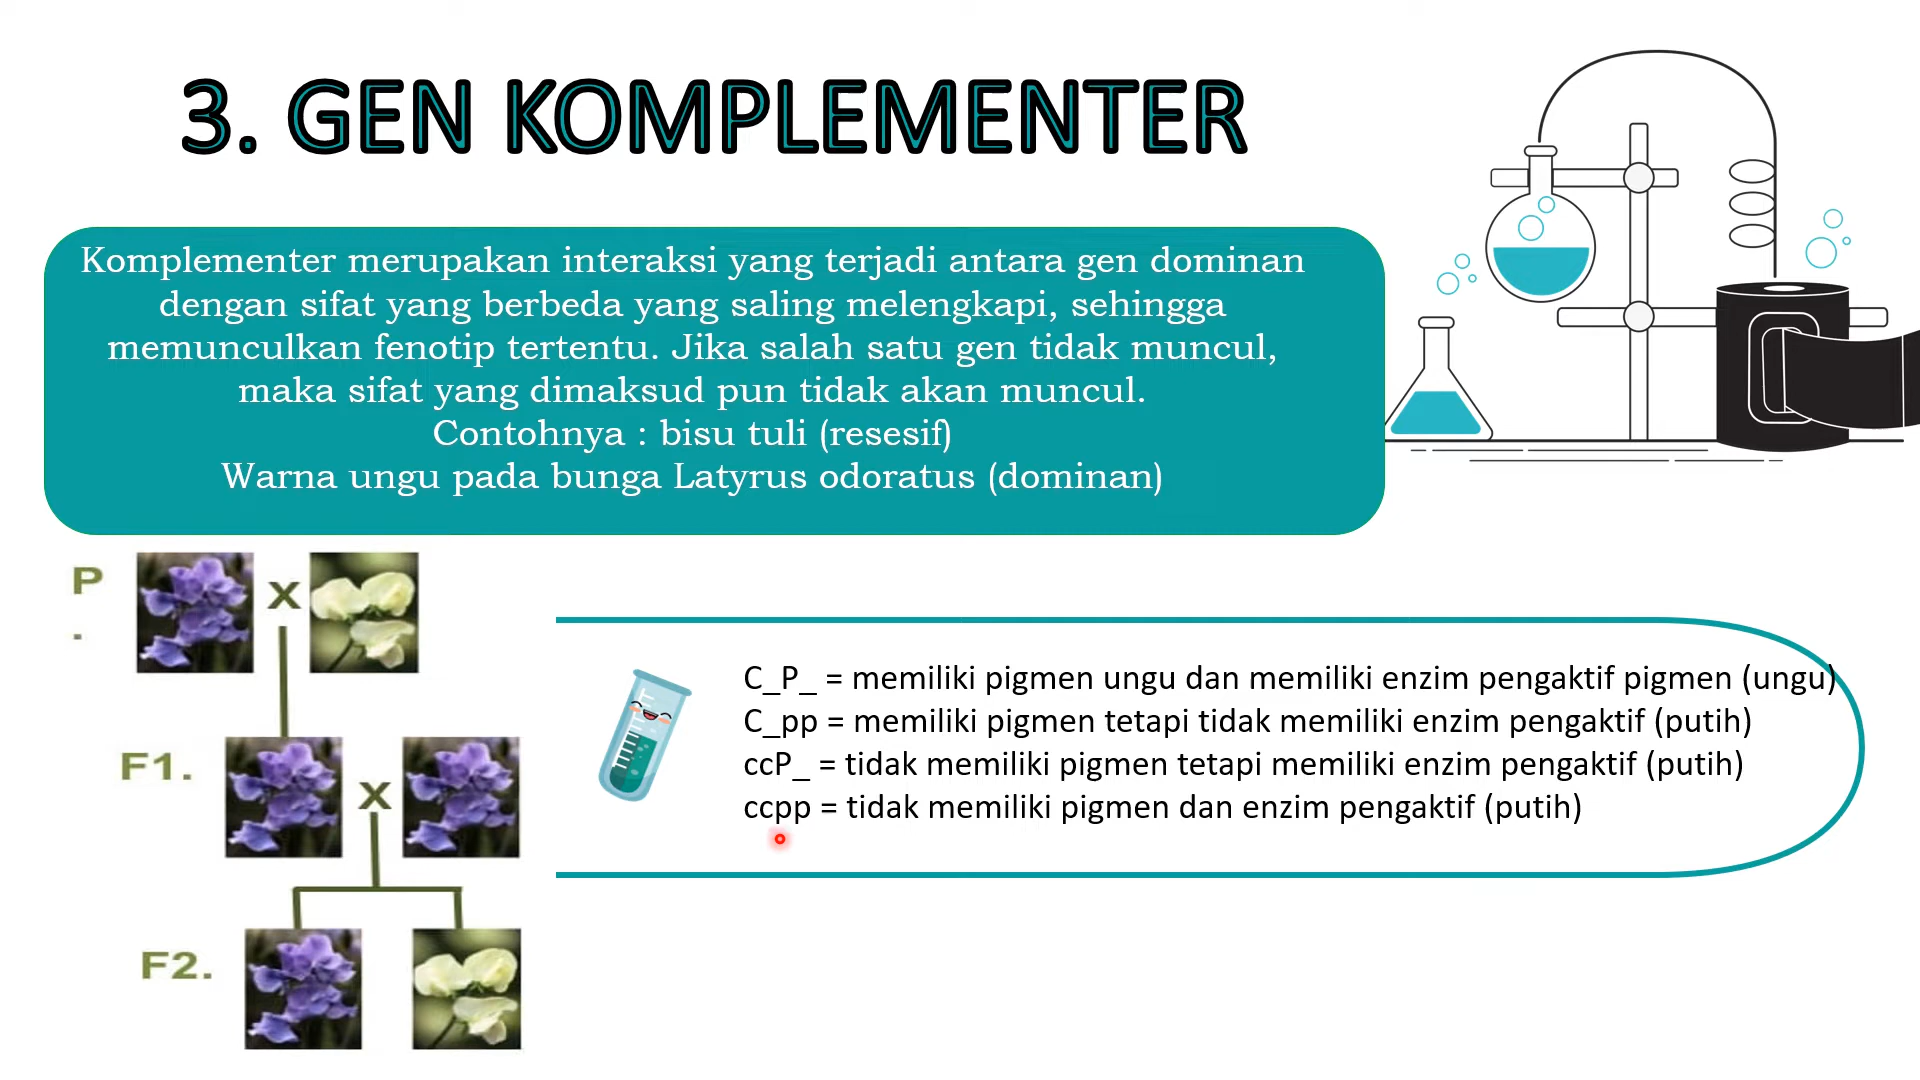 3. GEN KOMPLEMENTER
Komplementer merupakan interaksi yang terjadi antara gen dominan
dengan sifat yang berbeda yang saling melengkapi, sehingga
memunculkan fenotip tertentu. Jika salah satu gen tidak muncul,
maka sifat yang dimaksud pun tidak akan muncul.
Contohnya : bisu tuli (resesif)
Warna ungu pada bunga Latyrus odoratus (dominan)
P
.
X
F1.
X
F2.
C_P_ = memiliki pigmen ungu dan memiliki enzim pengaktif pigmen (ungu)
C_pp = memiliki pigmen tetapi tidak memiliki enzim pengaktif (putih)
ccP_ = tidak memiliki pigmen tetapi memiliki enzim pengaktif (putih)
ccpp = tidak memiliki pigmen dan enzim pengaktif (putih)